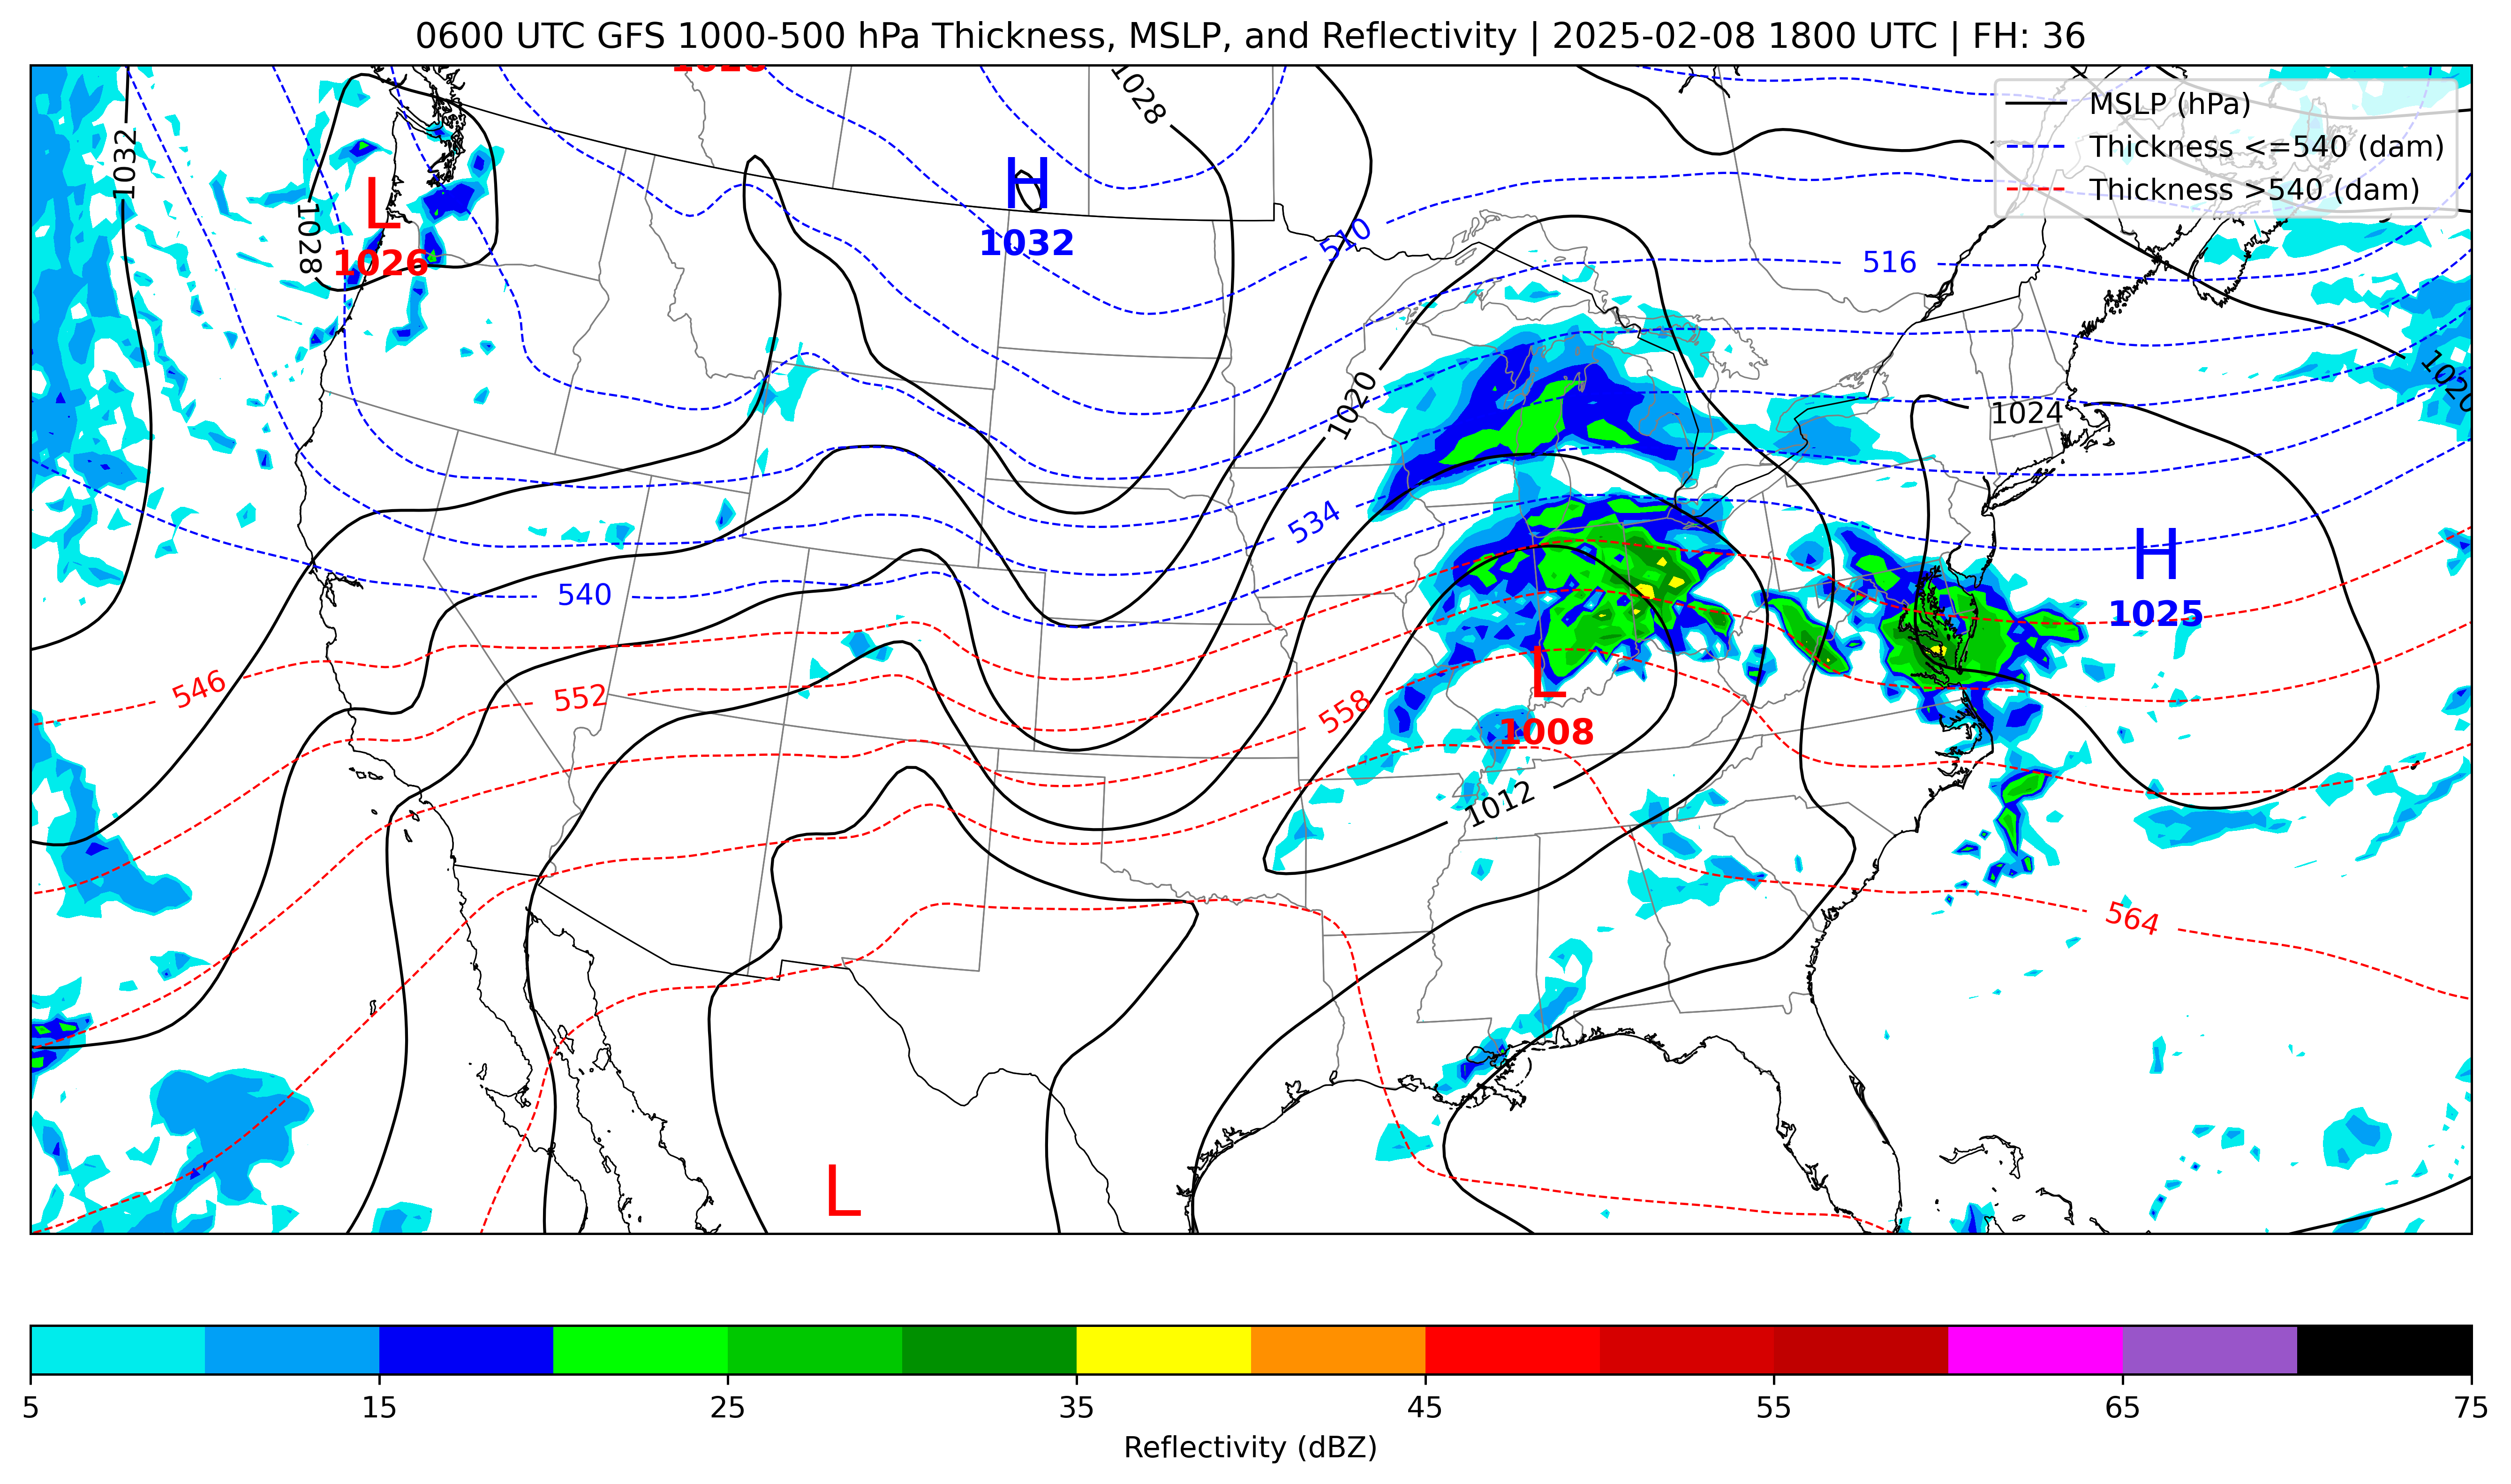 0600 UTC GFS 1000-500 hPa Thickness, MSLP, and Reflectivity | 2025-02-08 1800 UTC | FH: 36
MSLP (hPa)
Thickness <=540 (dam)
Thickness >540 (dam)
1028
1032
H
1032
L
1026
1028
510
516
1020
1020
1024
534
540
H
1025
546
552
558
L
1008
1012
564
L
5 15 25 35 45 55 65 75
Reflectivity (dBZ)